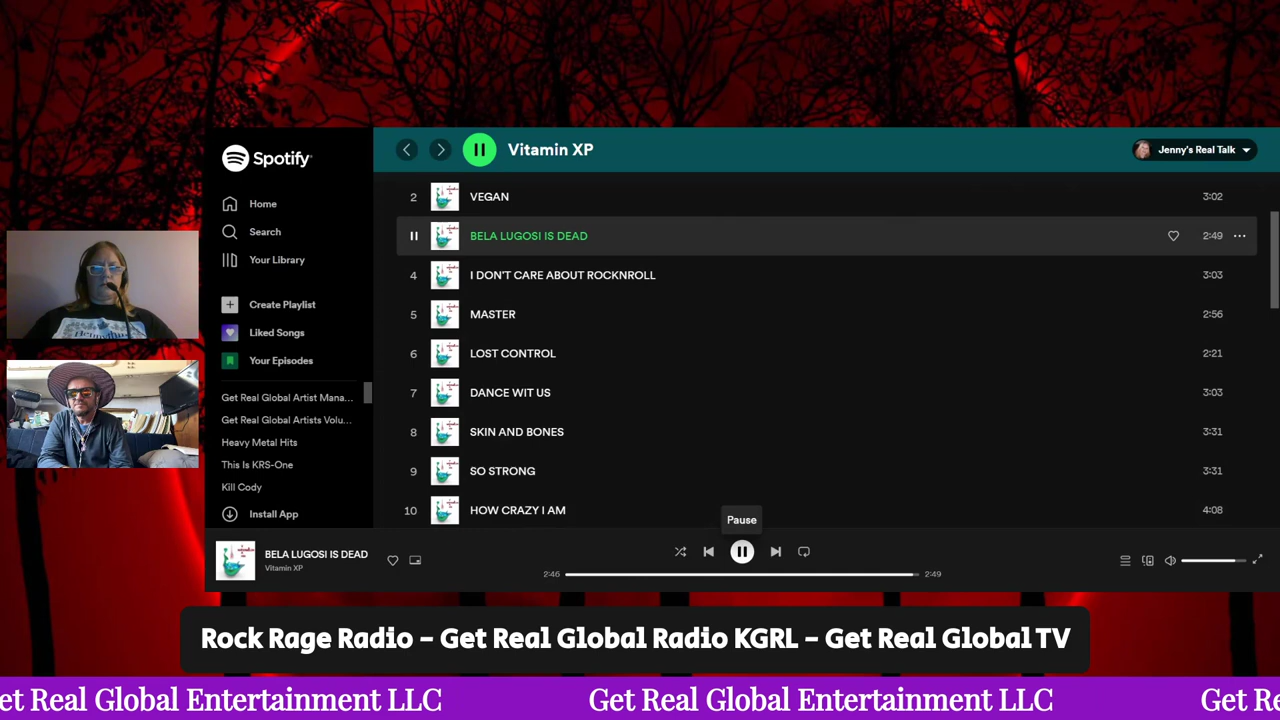 Spotify
Vitamin XP
Jenny's Real Talk
Home
Search
Your Library
Create Playlist
Liked Songs
Your Episodes
Get Real Global Artist Mana...
Get Real Global Artists Volu...
Heavy Metal Hits
This Is KRS-One
Kill Cody
Install App
2 VEGAN 3:02
BELA LUGOSI IS DEAD 2:49
4 I DON'T CARE ABOUT ROCKNROLL 3:03
5 MASTER 2:56
6 LOST CONTROL 2:21
7 DANCE WIT US 3:03
8 SKIN AND BONES 3:31
9 SO STRONG 3:31
10 HOW CRAZY I AM 4:08
Pause
BELA LUGOSI IS DEAD
Vitamin XP
2:46 2:49
Rock Rage Radio – Get Real Global Radio KGRL – Get Real Global TV
et Real Global Entertainment LLC Get Real Global Entertainment LLC Get Re